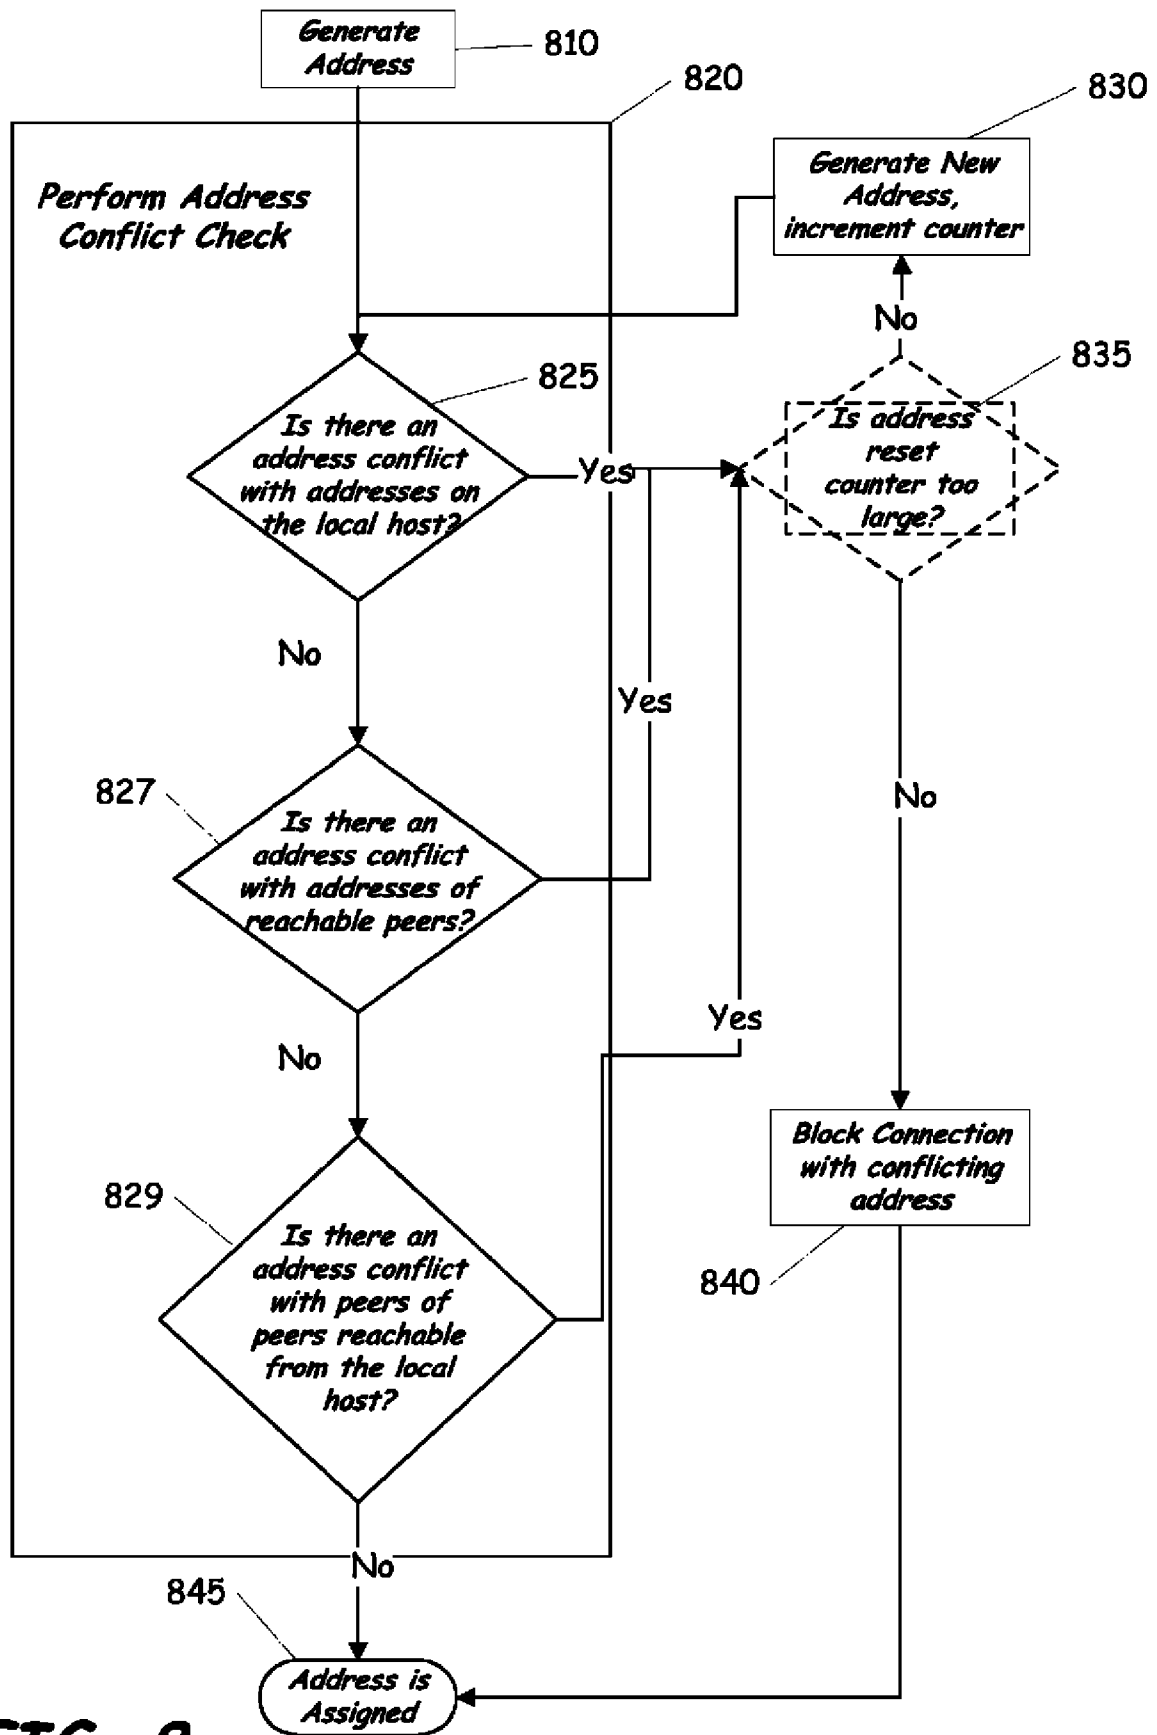 Generate
Address
810
820
830
Perform Address
Conflict Check
Generate New
Address,
increment counter
No
835
825
Is there an
address conflict
with addresses on
the local host?
Yes
Is address
reset
counter too
large?
No
Yes
827
Is there an
address conflict
with addresses of
reachable peers?
No
No
Yes
829
Is there an
address conflict
with peers of
peers reachable
from the local
host?
Block Connection
with conflicting
address
840
No
845
Address is
Assigned